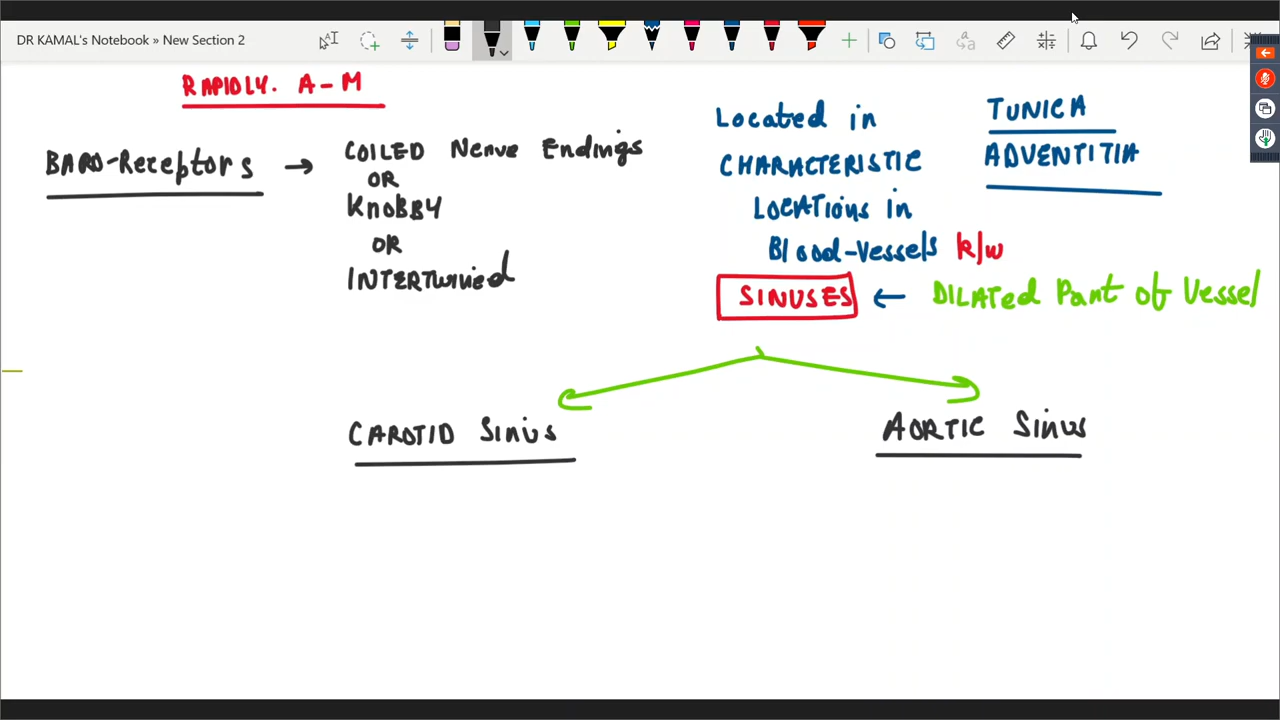 DR KAMAL's Notebook » New Section 2
RAPIDLY. A-M
BARO-Receptors → COILED Nerve Endings
OR
KNOBBY
OR
INTERTWINED
Located in
CHARACTERISTIC
LOCATIONS in
Blood-Vessels k/w
SINUSES ← DILATED Part of Vessel
TUNICA
ADVENTITIA
CAROTID Sinus
AORTIC Sinus